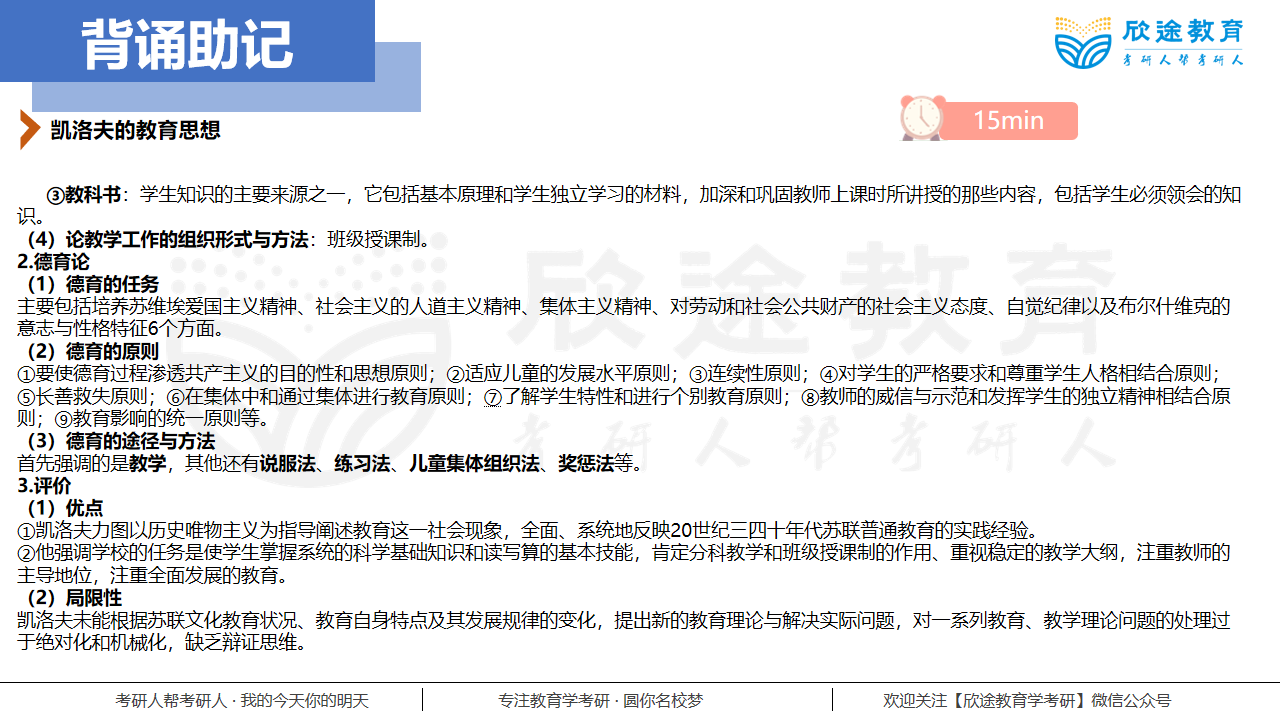 背诵助记
欣途教育
考研人帮考研人
凯洛夫的教育思想
15min
③教科书：学生知识的主要来源之一，它包括基本原理和学生独立学习的材料，加深和巩固教师上课时所讲授的那些内容，包括学生必须领会的知
识。
（4）论教学工作的组织形式与方法：班级授课制。
2.德育论
（1）德育的任务
主要包括培养苏维埃爱国主义精神、社会主义的人道主义精神、集体主义精神、对劳动和社会公共财产的社会主义态度、自觉纪律以及布尔什维克的
意志与性格特征6个方面。
（2）德育的原则
①要使德育过程渗透共产主义的目的性和思想原则；②适应儿童的发展水平原则；③连续性原则；④对学生的严格要求和尊重学生人格相结合原则；
⑤长善救失原则；⑥在集体中和通过集体进行教育原则；⑦了解学生特性和进行个别教育原则；⑧教师的威信与示范和发挥学生的独立精神相结合原
则；⑨教育影响的统一原则等。
（3）德育的途径与方法
首先强调的是教学，其他还有说服法、练习法、儿童集体组织法、奖惩法等。
3.评价
（1）优点
①凯洛夫力图以历史唯物主义为指导阐述教育这一社会现象，全面、系统地反映20世纪三四十年代苏联普通教育的实践经验。
②他强调学校的任务是使学生掌握系统的科学基础知识和读写算的基本技能，肯定分科教学和班级授课制的作用、重视稳定的教学大纲，注重教师的
主导地位，注重全面发展的教育。
（2）局限性
凯洛夫未能根据苏联文化教育状况、教育自身特点及其发展规律的变化，提出新的教育理论与解决实际问题，对一系列教育、教学理论问题的处理过
于绝对化和机械化，缺乏辩证思维。
欣途教育
考研人帮考研人
考研人帮考研人 · 我的今天你的明天
专注教育学考研 · 圆你名校梦
欢迎关注【欣途教育学考研】微信公众号